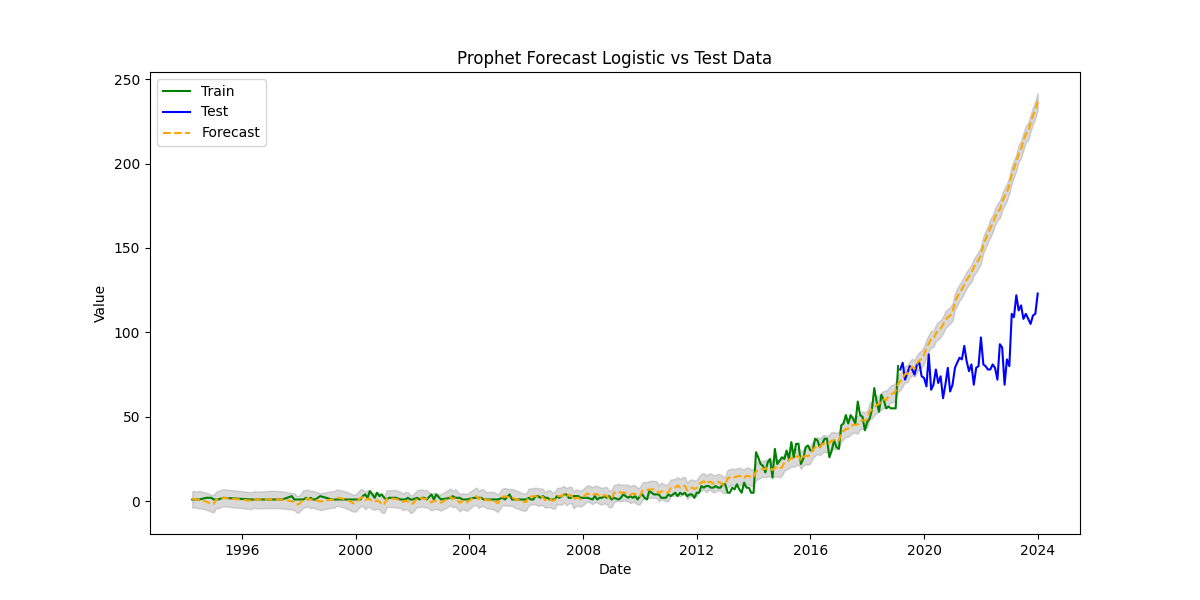 Prophet Forecast Logistic vs Test Data
Train
Test
Forecast
Value
250
200
150
100
50
0
1996 2000 2004 2008 2012 2016 2020 2024
Date